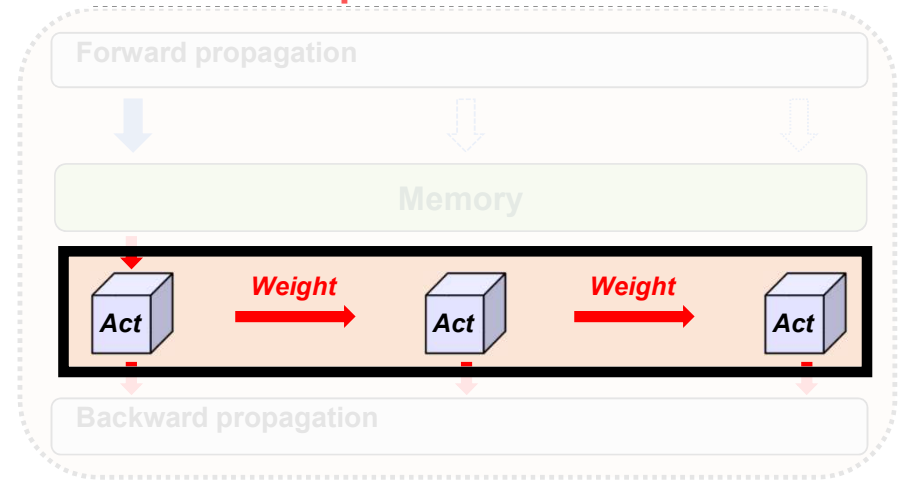 Forward propagation
Memory
Weight
Weight
Act
Act
Act
Backward propagation